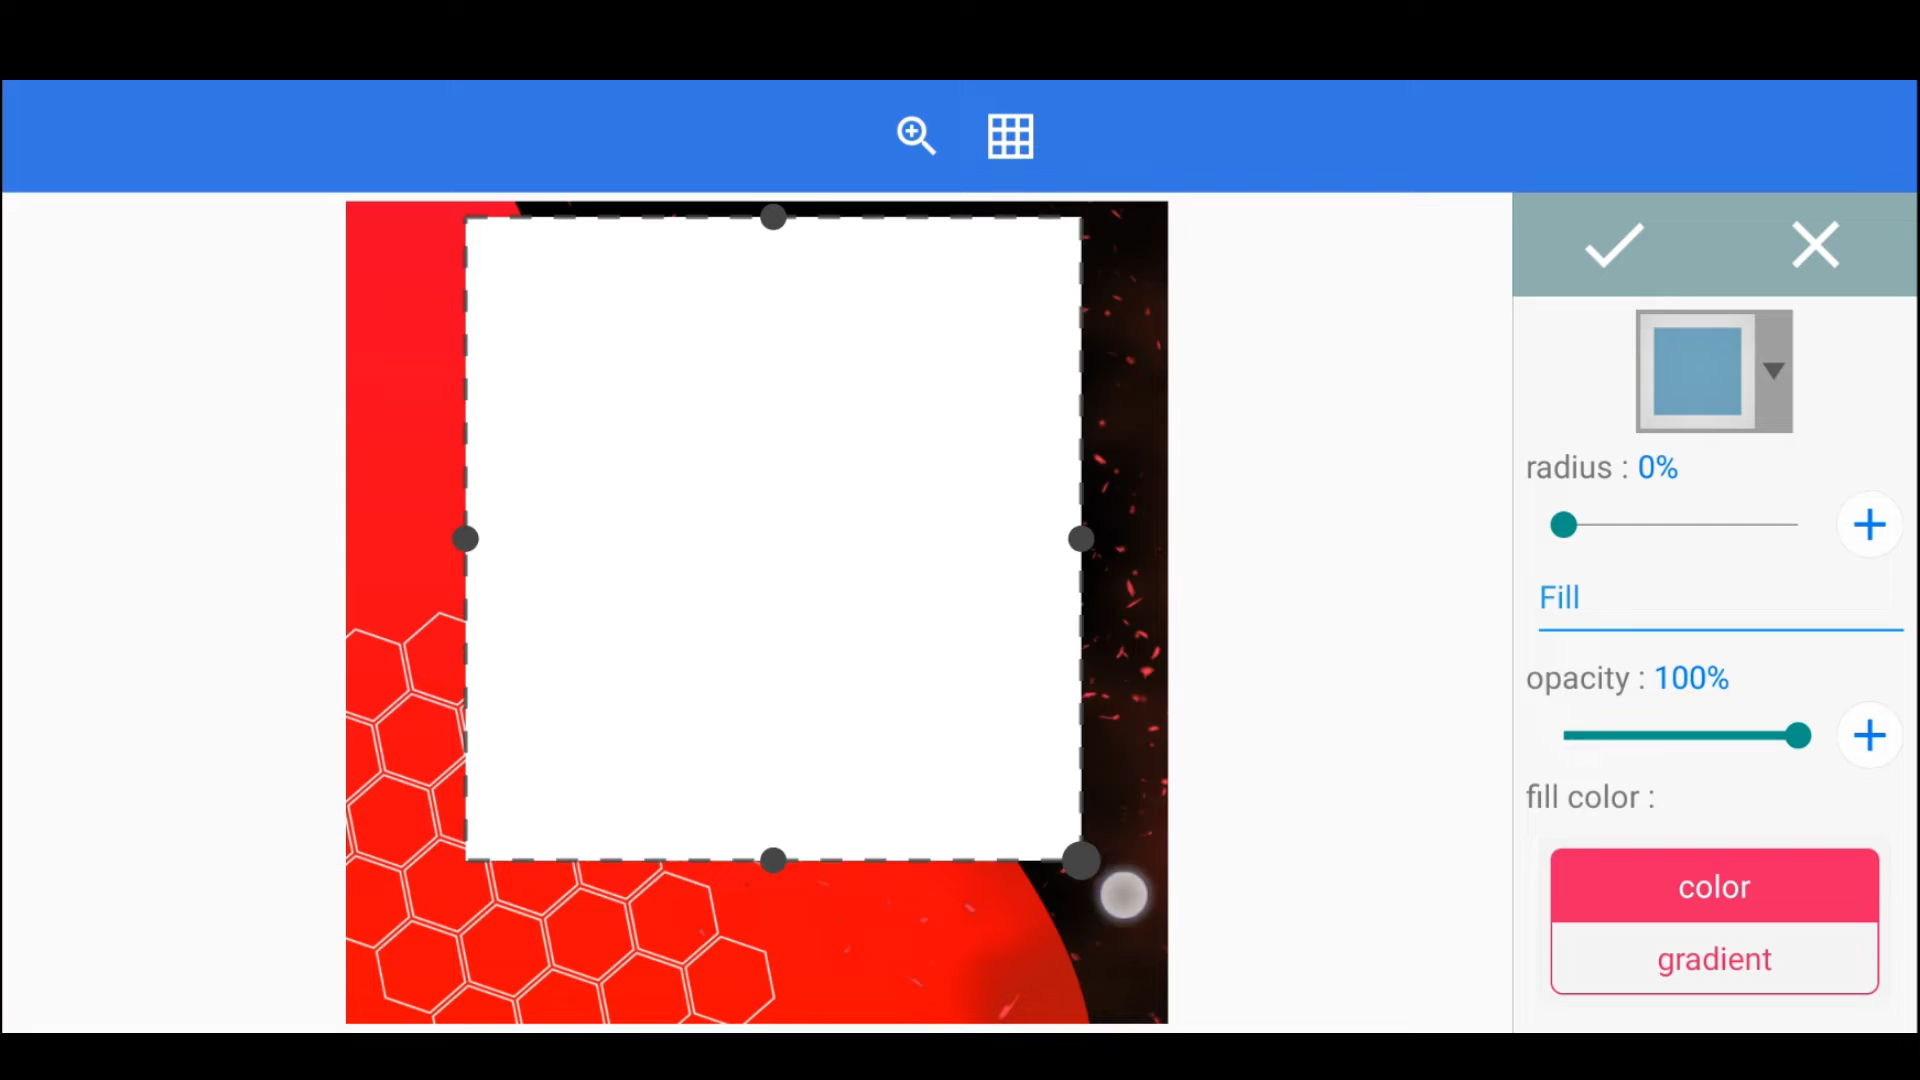 radius : 0%
Fill
opacity : 100%
fill color :
color
gradient